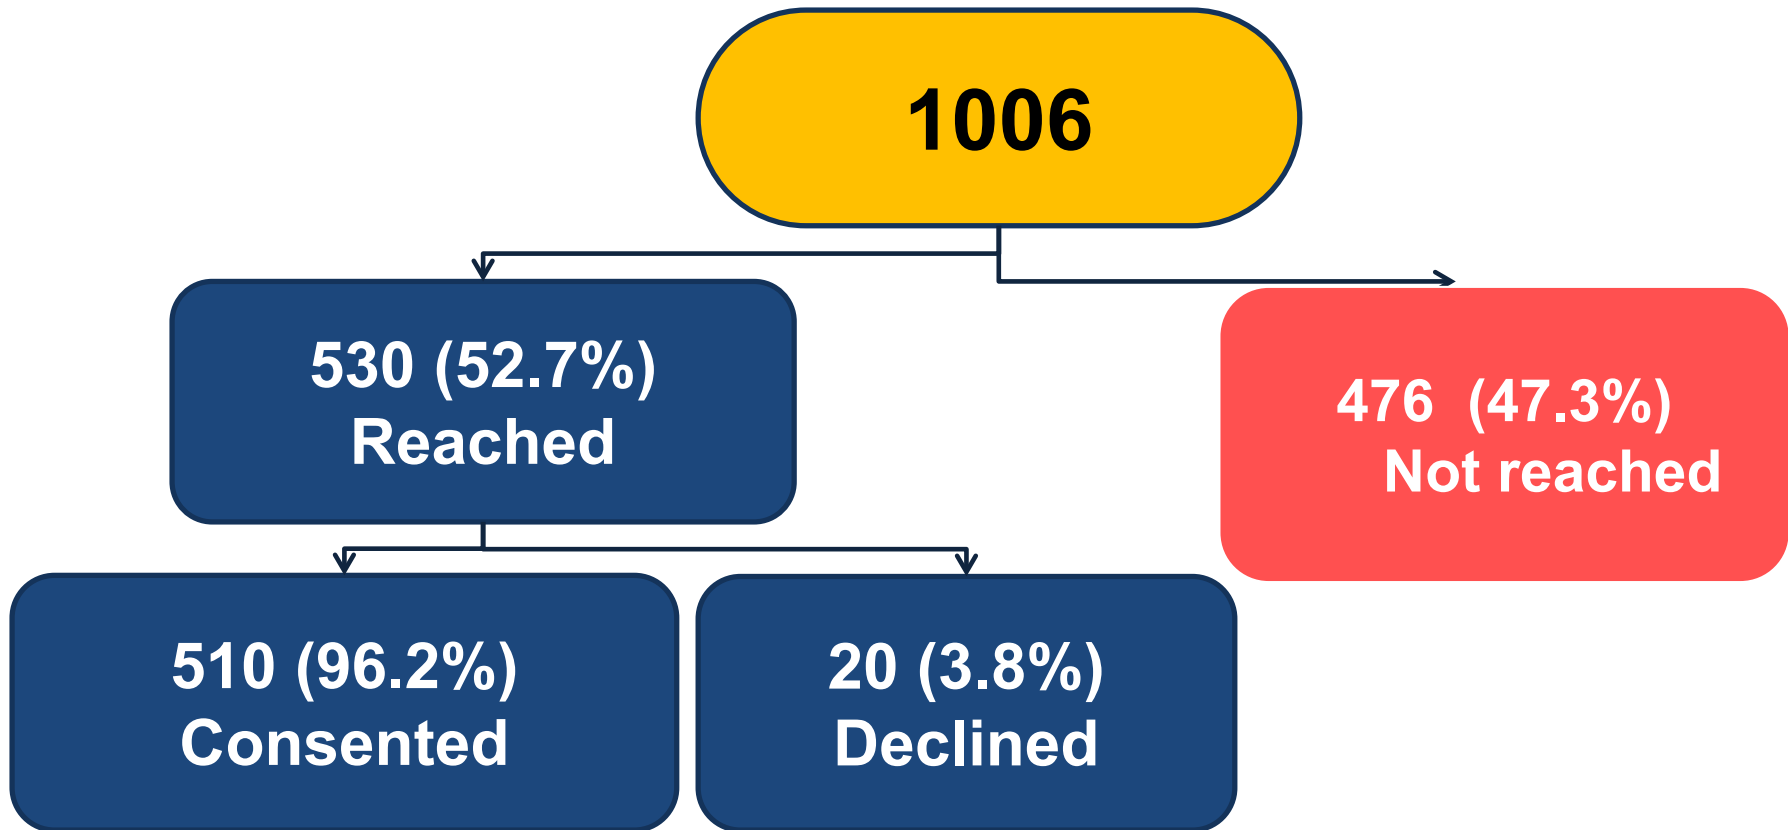 1006
530 (52.7%)
Reached
476  (47.3%)
Not reached
510 (96.2%)
Consented
20 (3.8%)
Declined